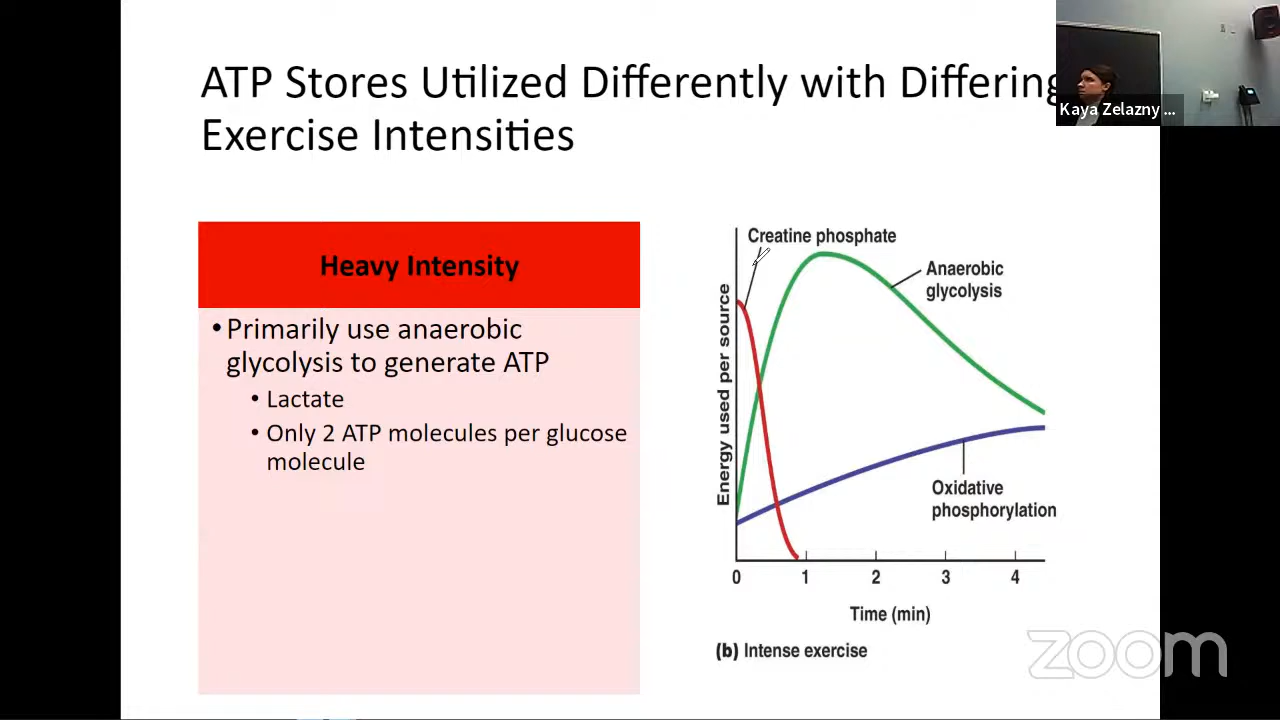 ATP Stores Utilized Differently with Differing
Exercise Intensities
Kaya Zelazny ...
Heavy Intensity
• Primarily use anaerobic
glycolysis to generate ATP
• Lactate
• Only 2 ATP molecules per glucose
molecule
Creatine phosphate
Anaerobic
glycolysis
Energy used per source
Oxidative
phosphorylation
0 1 2 3 4
Time (min)
(b) Intense exercise
zoom